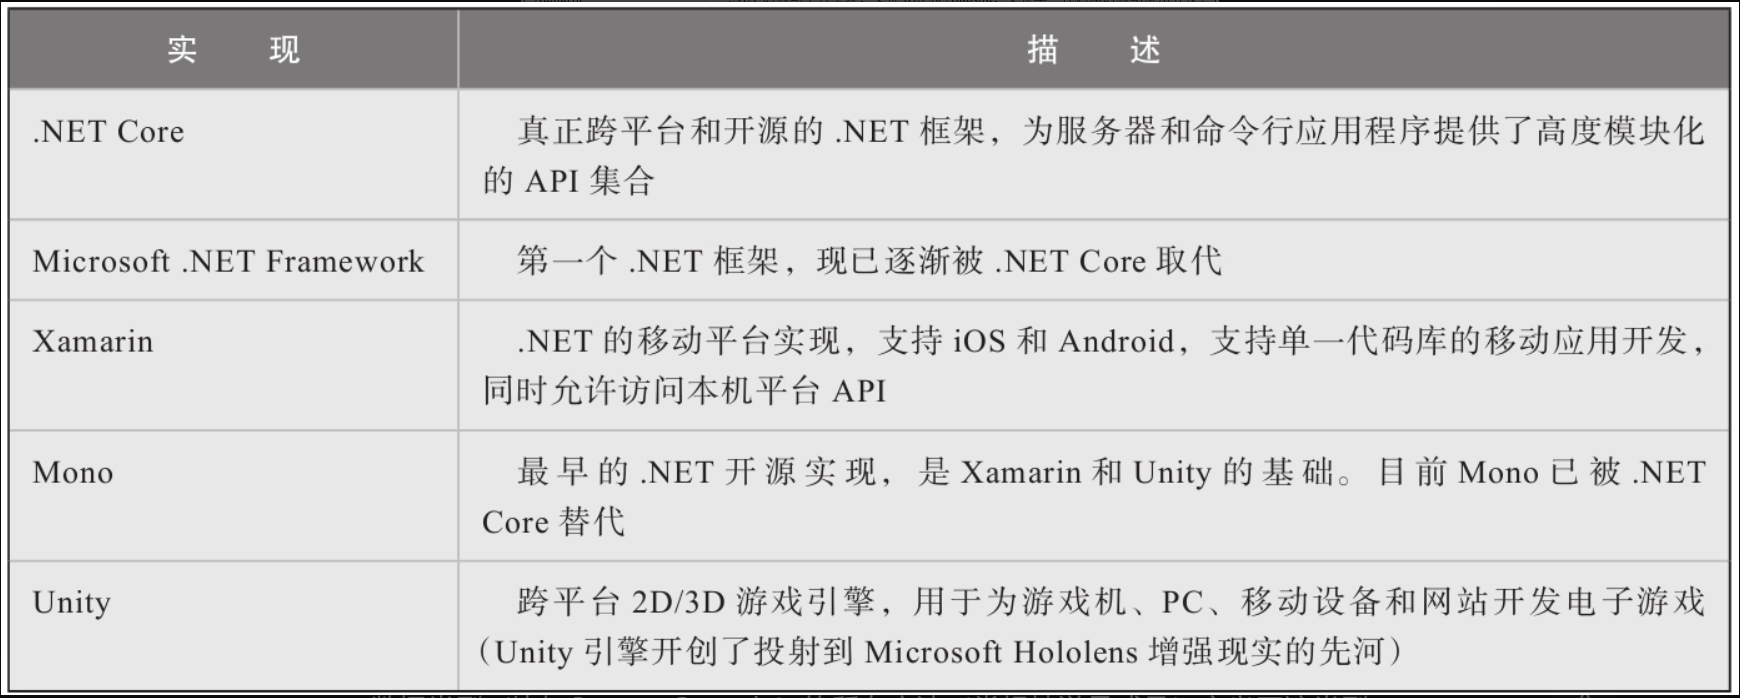 实 现
描 述
.NET Core
真正跨平台和开源的 .NET 框架，为服务器和命令行应用程序提供了高度模块化
的 API 集合
Microsoft .NET Framework
第一个 .NET 框架，现已逐渐被 .NET Core 取代
Xamarin
.NET 的移动平台实现，支持 iOS 和 Android，支持单一代码库的移动应用开发，
同时允许访问本机平台 API
Mono
最早的 .NET 开源实现，是 Xamarin 和 Unity 的基础。目前 Mono 已被 .NET
Core 替代
Unity
跨平台 2D/3D 游戏引擎，用于为游戏机、PC、移动设备和网站开发电子游戏
（Unity 引擎开创了投射到 Microsoft Hololens 增强现实的先河）